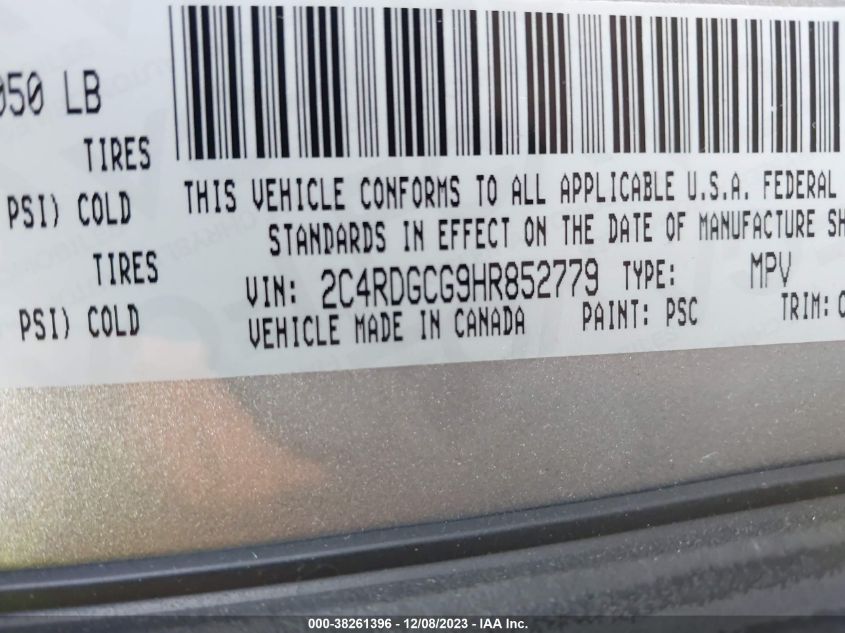 050 LB
TIRES
PSI) COLD
TIRES
PSI) COLD
THIS VEHICLE CONFORMS TO ALL APPLICABLE U.S.A. FEDERAL
STANDARDS IN EFFECT ON THE DATE OF MANUFACTURE SH
VIN: 2C4RDGCG9HR852779 TYPE: MPV
VEHICLE MADE IN CANADA PAINT: PSC TRIM:
000-38261396 - 12/08/2023 - IAA Inc.